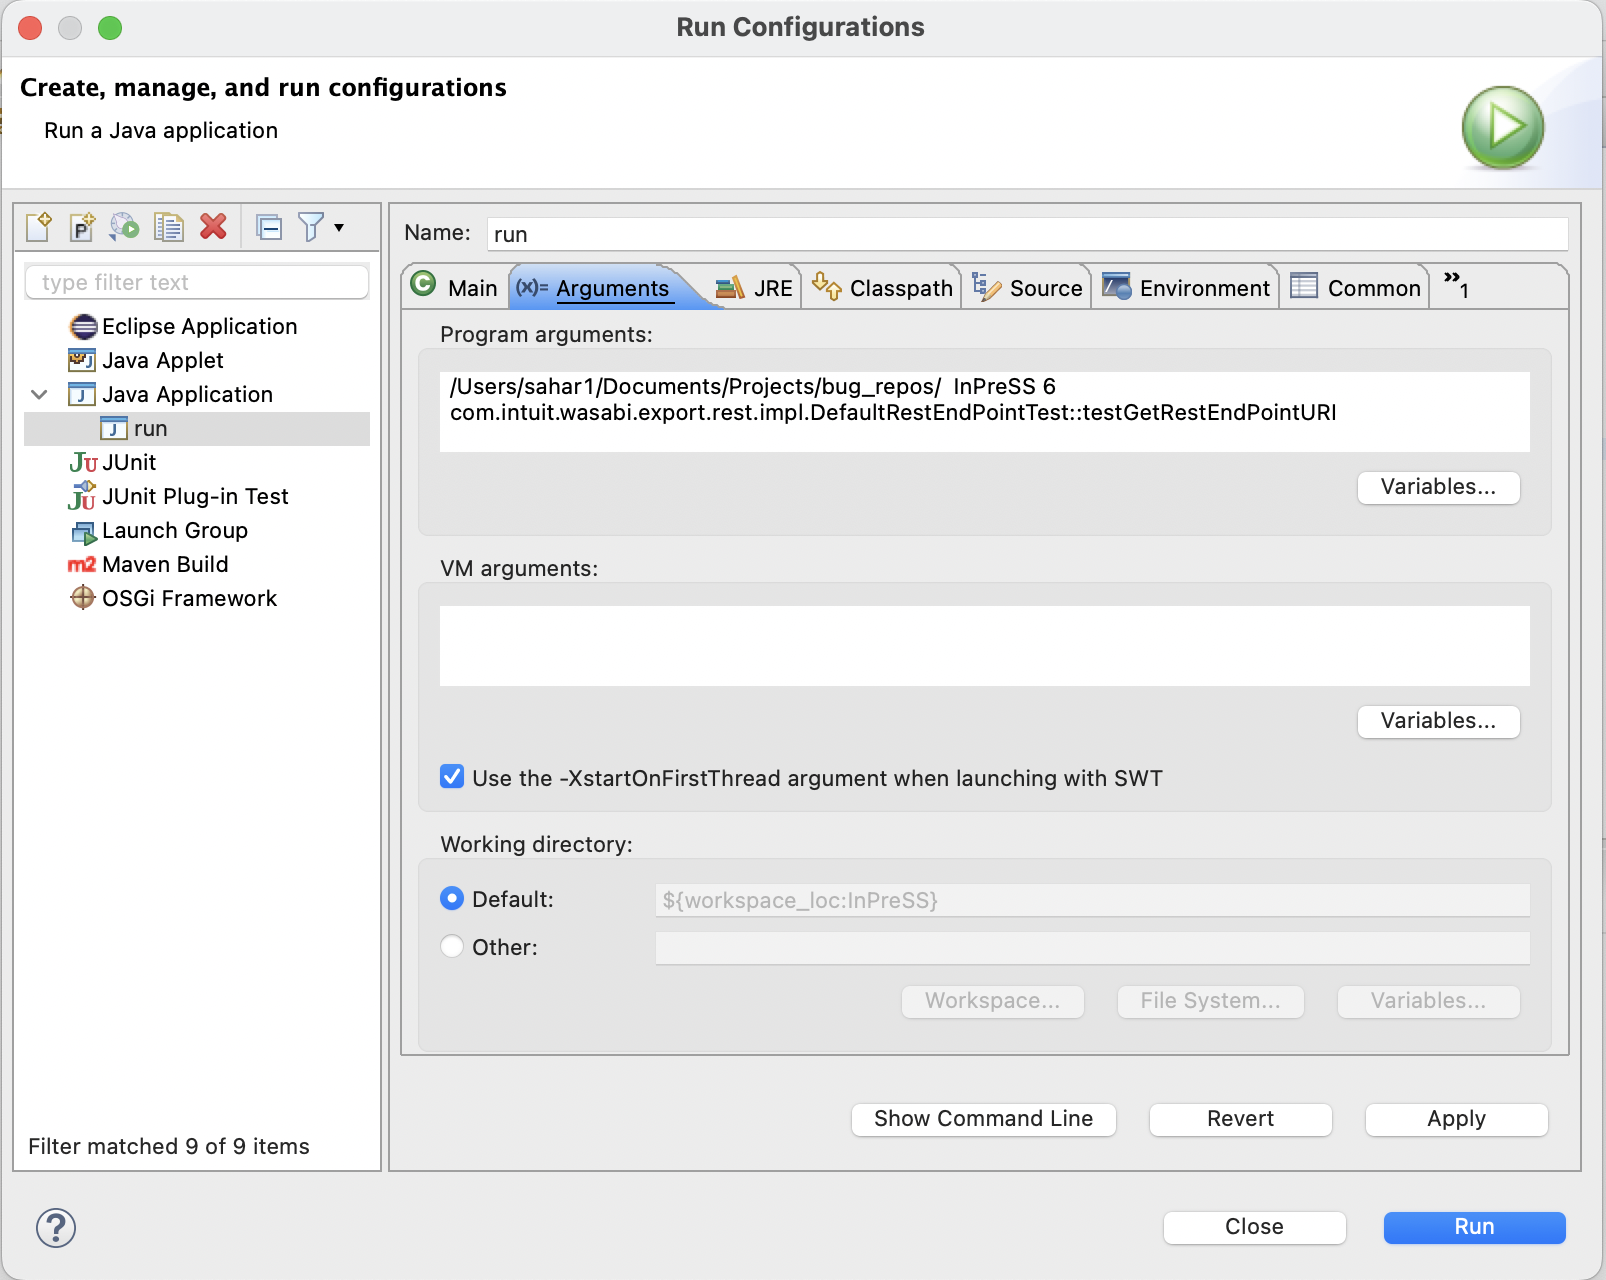 Run Configurations
Create, manage, and run configurations
Run a Java application
type filter text
Eclipse Application
Java Applet
Java Application
run
JUnit
JUnit Plug-in Test
Launch Group
Maven Build
OSGi Framework
Filter matched 9 of 9 items
Name: run
Main (x)= Arguments JRE Classpath Source Environment Common »1
Program arguments:
/Users/sahar1/Documents/Projects/bug_repos/  InPreSS 6
com.intuit.wasabi.export.rest.impl.DefaultRestEndPointTest::testGetRestEndPointURI
Variables...
VM arguments:
Variables...
Use the -XstartOnFirstThread argument when launching with SWT
Working directory:
Default: ${workspace_loc:InPreSS}
Other:
Workspace... File System... Variables...
Show Command Line Revert Apply
Close Run